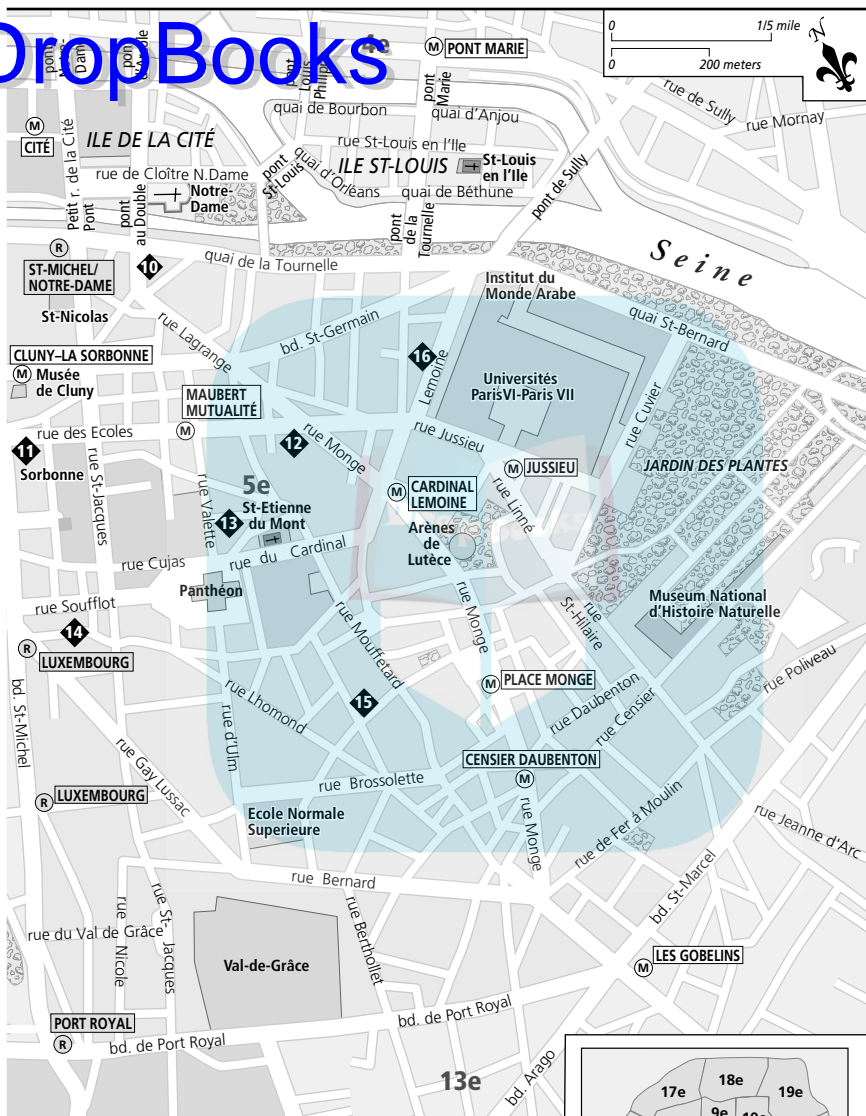 DropBooks
4e
M PONT MARIE
0 1/5 mile
0 200 meters
N
pont
Notre-
Dame
pont
d'Arcole
pont
Louis
Philippe
pont
Marie
rue de Sully
rue Mornay
quai de Bourbon
quai d'Anjou
M
CITÉ
r. de la Cité
ILE DE LA CITÉ
rue St-Louis en l'Ile
ILE ST-LOUIS
St-Louis
en l'Ile
rue de Cloître N.Dame
pont
St-Louis
quai d'Orléans
quai de Béthune
pont de Sully
Notre-
Dame
Petit
Pont
pont
au Double
pont
de la
Tournelle
Seine
R
ST-MICHEL/
NOTRE-DAME
10
quai de la Tournelle
Institut du
Monde Arabe
quai St-Bernard
St-Nicolas
rue Lagrange
bd. St-Germain
CLUNY–LA SORBONNE
M Musée
de Cluny
16
Lemoine
Universités
ParisVI-Paris VII
rue Cuvier
MAUBERT
MUTUALITÉ
M
rue des Ecoles
11
Sorbonne
12
rue Monge
rue Jussieu
M JUSSIEU
JARDIN DES PLANTES
rue St-Jacques
rue Valette
5e
13
St-Etienne
du Mont
M CARDINAL
LEMOINE
rue Linné
Arènes
de
Lutèce
rue Cujas
rue du Cardinal
Panthéon
rue Soufflot
14
R
LUXEMBOURG
rue Mouffetard
rue Monge
rue
St-Hilaire
Museum National
d'Histoire Naturelle
rue Poliveau
bd. St-Michel
rue Lhomond
15
M PLACE MONGE
rue Daubenton
rue Censier
rue d'Ulm
rue Gay Lussac
CENSIER DAUBENTON
M
rue Brossolette
R LUXEMBOURG
Ecole Normale
Superieure
rue Monge
rue de Fer à Moulin
rue Jeanne d'Arc
rue Bernard
bd. St-Marcel
rue
Nicole
rue St-
Jacques
rue Berthollet
rue du Val de Grâce
Val-de-Grâce
LES GOBELINS
M
PORT ROYAL
R
bd. de Port Royal
bd. de Port Royal
bd. Arago
13e
17e
18e
19e
9e